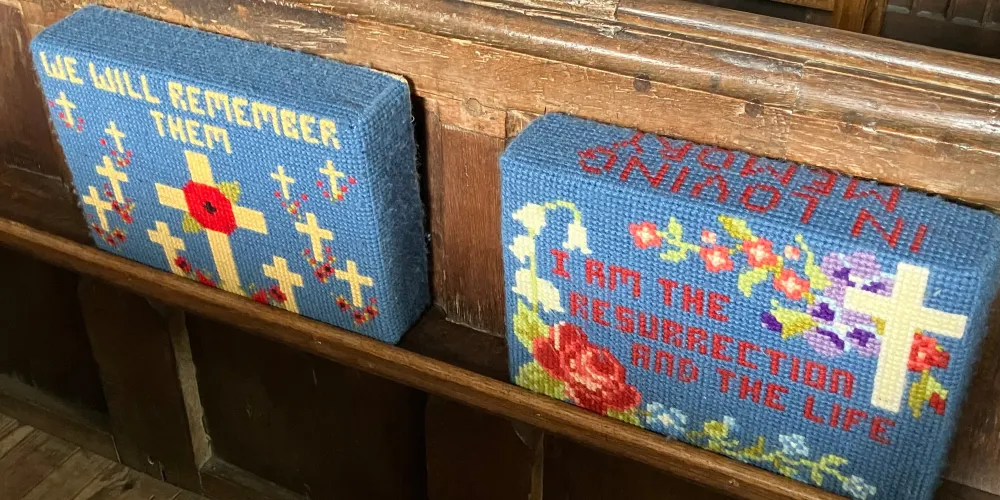 WE WILL REMEMBER
THEM
IN LOVING
MEMORY
I AM THE
RESURRECTION
AND THE LIFE